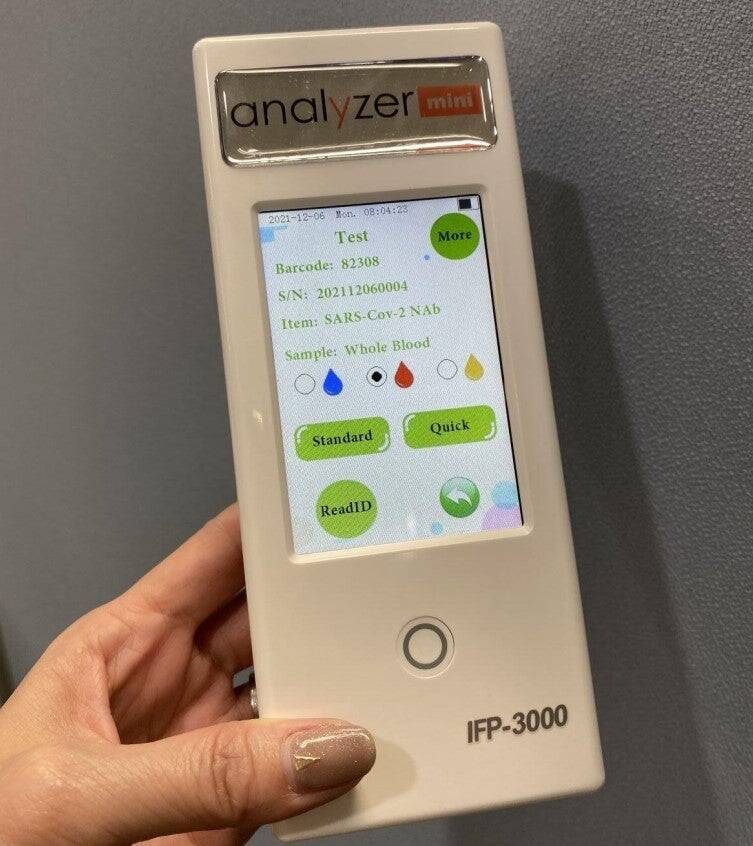 analyzer mini
2021-12-06 Mon. 08:04:23
Test
More
Barcode: 82308
S/N: 202112060004
Item: SARS-Cov-2 NAb
Sample: Whole Blood
Standard
Quick
ReadID
IFP-3000